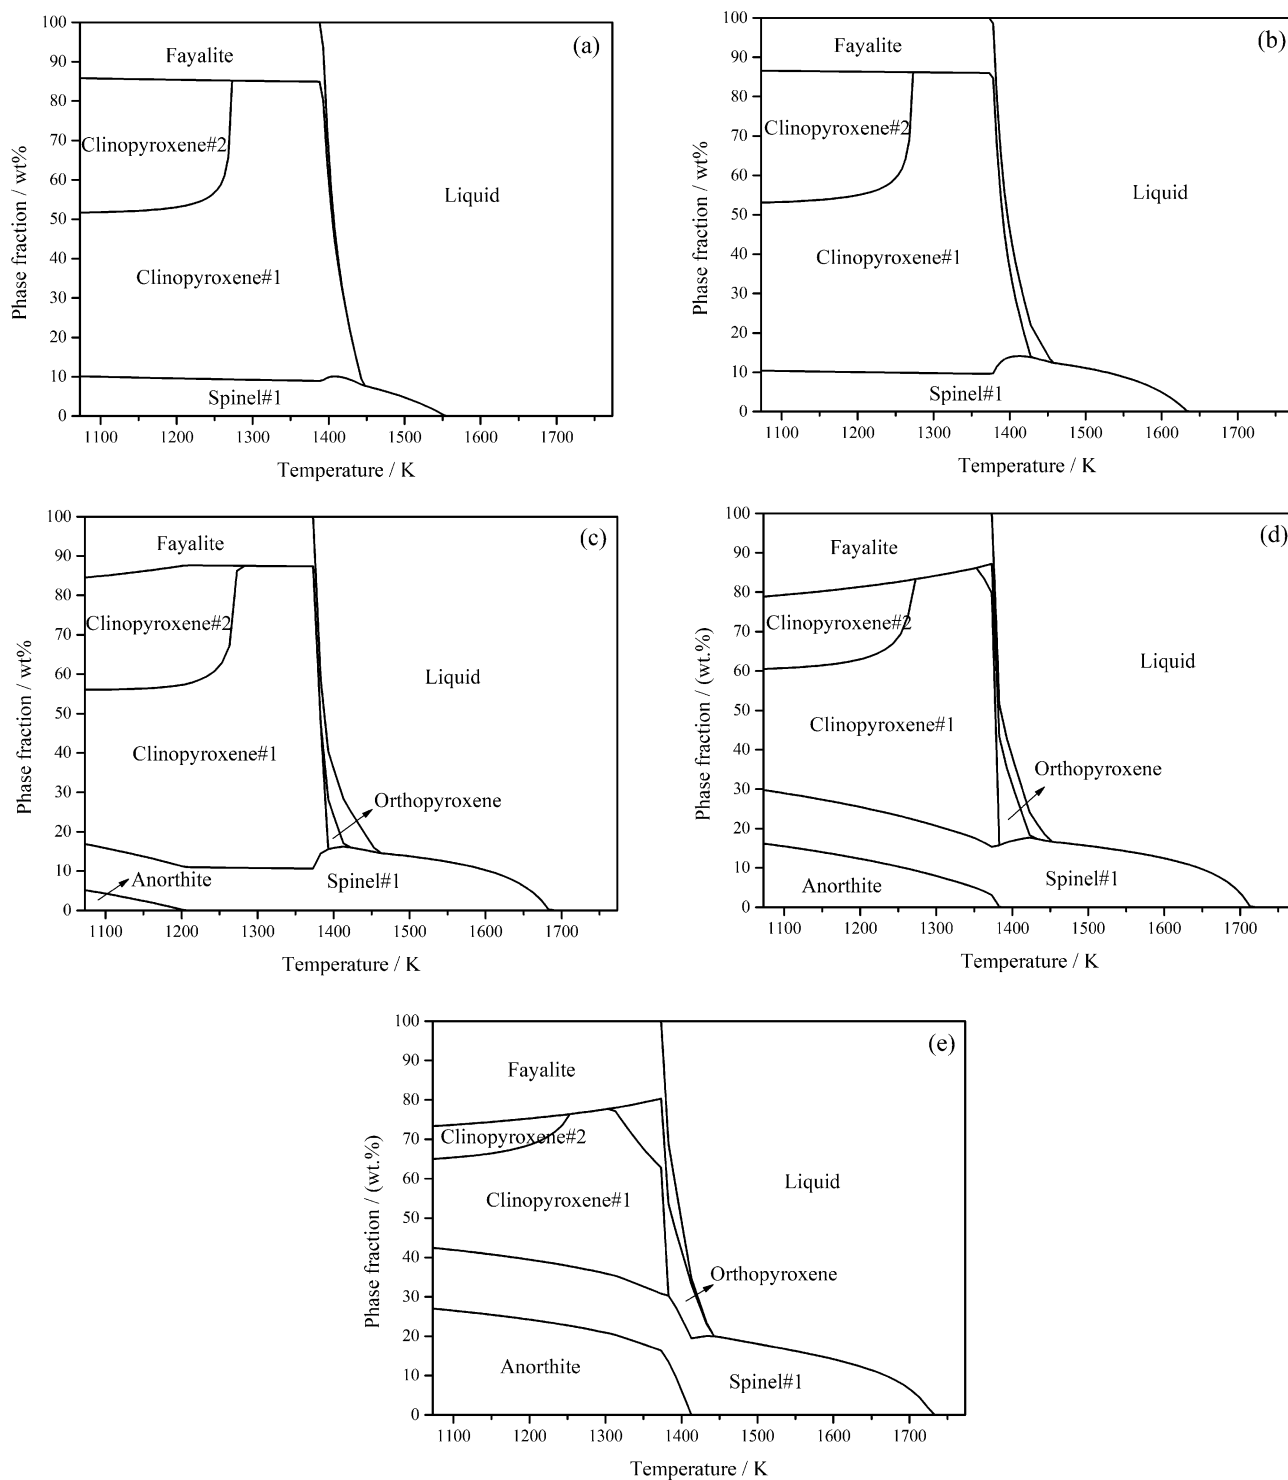 (a)
Phase fraction / wt%
100
90
80
70
60
50
40
30
20
10
0
Fayalite
Clinopyroxene#2
Clinopyroxene#1
Liquid
Spinel#1
1100 1200 1300 1400 1500 1600 1700
Temperature / K
(b)
Phase fraction / wt%
100
90
80
70
60
50
40
30
20
10
0
Fayalite
Clinopyroxene#2
Clinopyroxene#1
Liquid
Spinel#1
1100 1200 1300 1400 1500 1600 1700
Temperature / K
(c)
Phase fraction / wt%
100
90
80
70
60
50
40
30
20
10
0
Fayalite
Clinopyroxene#2
Clinopyroxene#1
Liquid
Orthopyroxene
Anorthite
Spinel#1
1100 1200 1300 1400 1500 1600 1700
Temperature / K
(d)
Phase fraction / (wt.%)
100
90
80
70
60
50
40
30
20
10
0
Fayalite
Clinopyroxene#2
Clinopyroxene#1
Liquid
Orthopyroxene
Anorthite
Spinel#1
1100 1200 1300 1400 1500 1600 1700
Temperature / K
(e)
Phase fraction / (wt.%)
100
90
80
70
60
50
40
30
20
10
0
Fayalite
Clinopyroxene#2
Clinopyroxene#1
Liquid
Orthopyroxene
Anorthite
Spinel#1
1100 1200 1300 1400 1500 1600 1700
Temperature / K